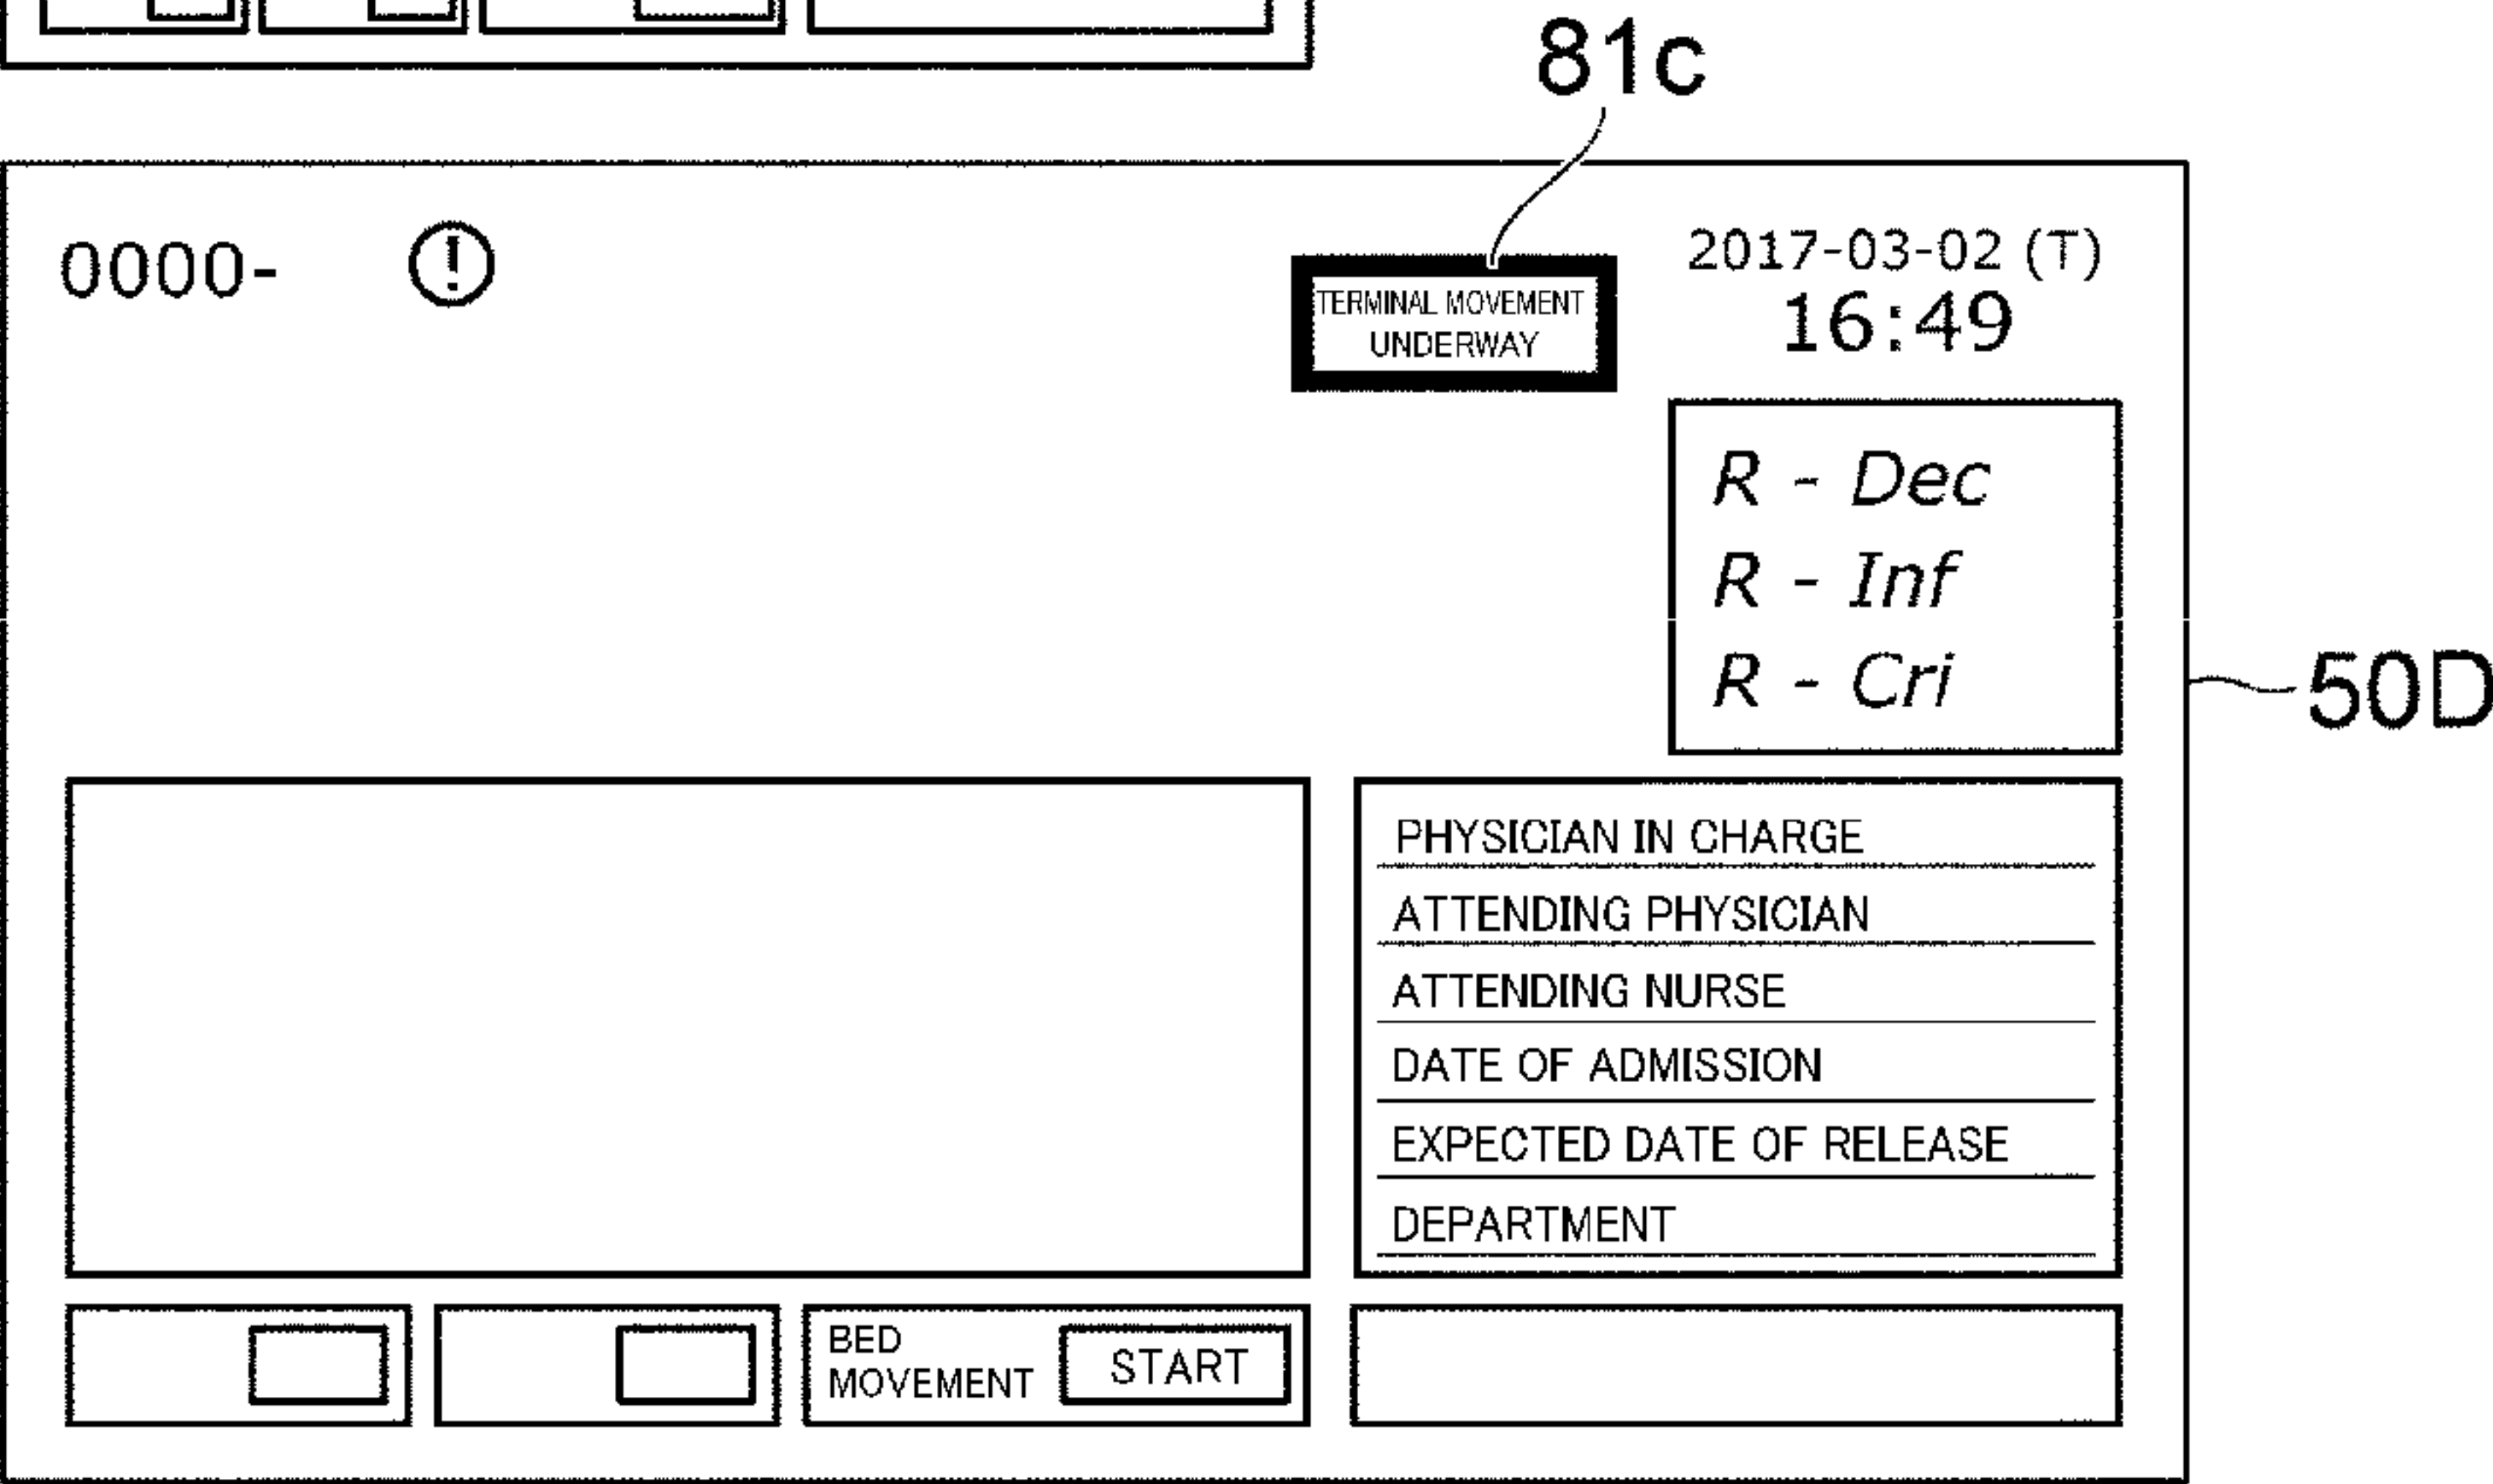 81c
0000- !
2017-03-02 (T)
TERMINAL MOVEMENT
UNDERWAY
16:49
R - Dec
R - Inf
R - Cri
50D
PHYSICIAN IN CHARGE
ATTENDING PHYSICIAN
ATTENDING NURSE
DATE OF ADMISSION
EXPECTED DATE OF RELEASE
DEPARTMENT
BED
MOVEMENT
START